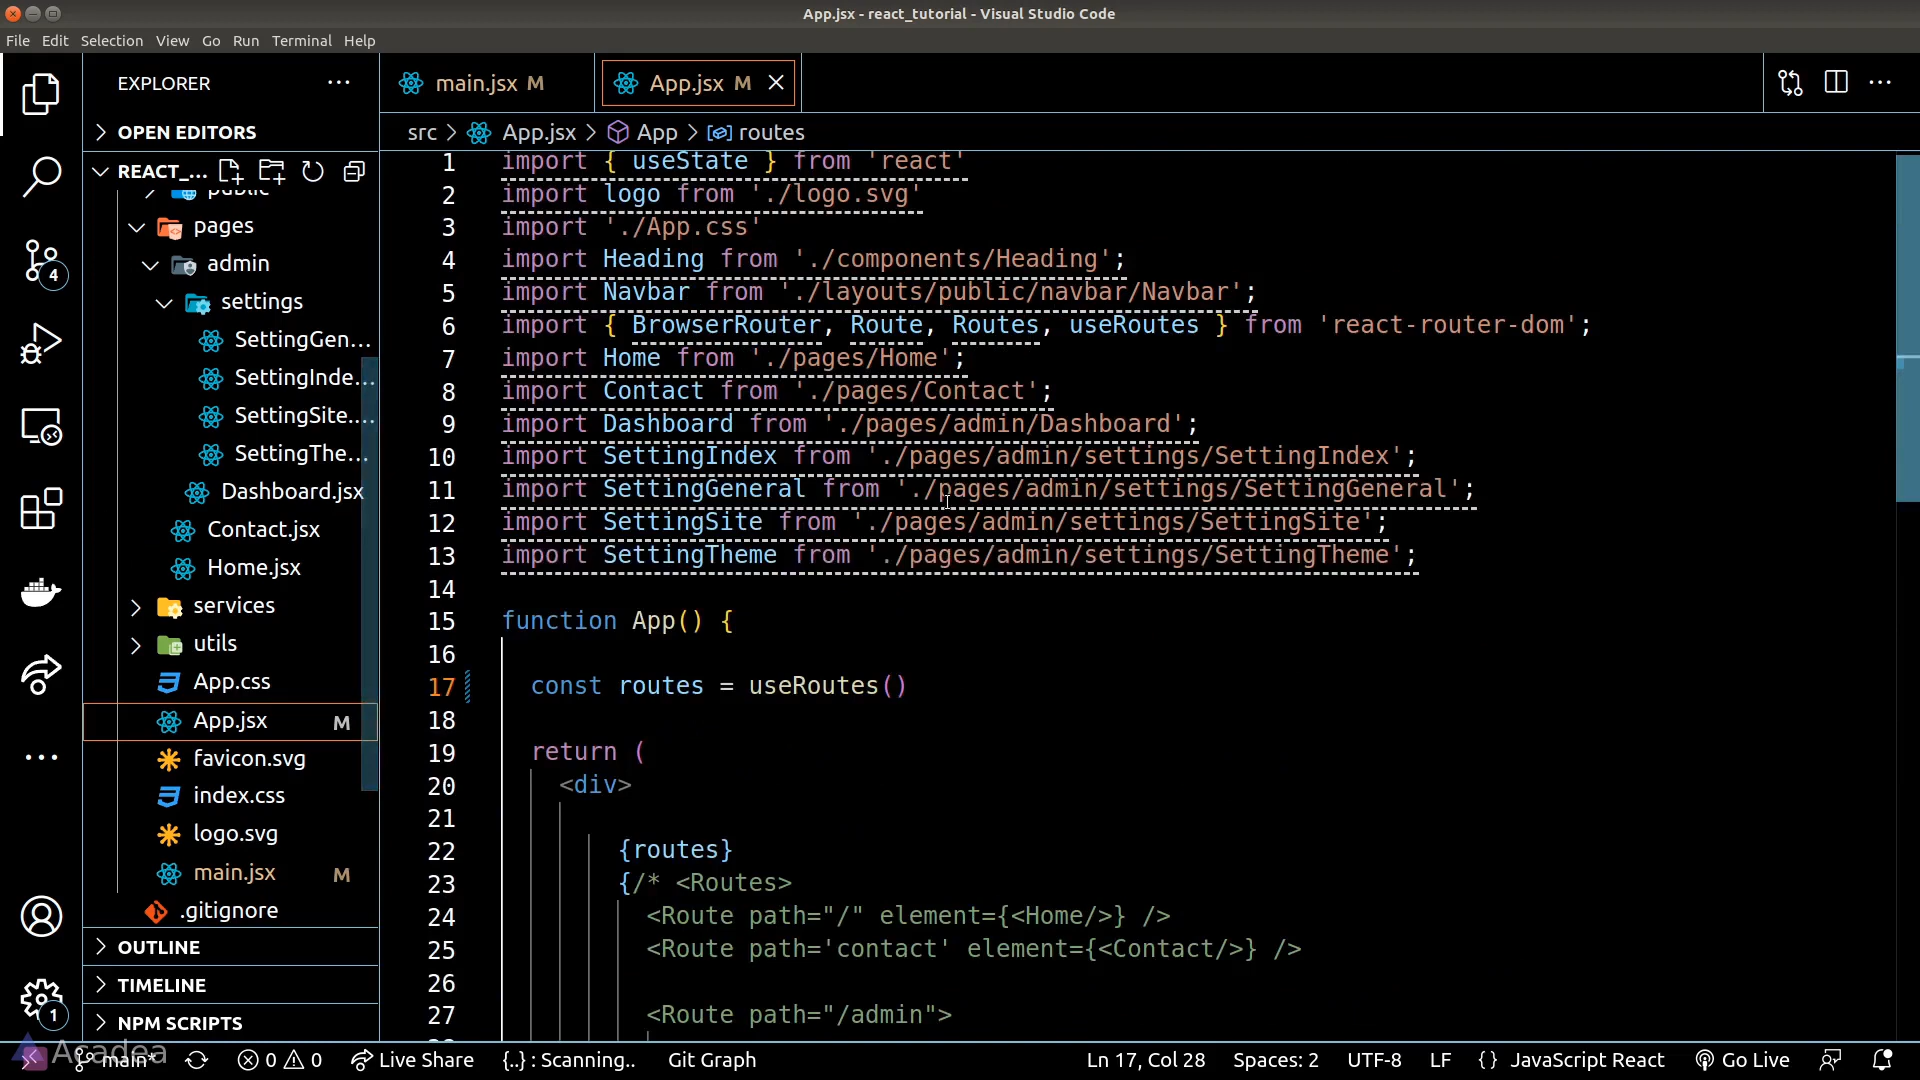 App.jsx - react_tutorial - Visual Studio Code
File Edit Selection View Go Run Terminal Help
EXPLORER
OPEN EDITORS
REACT_...
public
pages
admin
settings
SettingGen...
SettingInde...
SettingSite....
SettingThe...
Dashboard.jsx
Contact.jsx
Home.jsx
services
utils
App.css
App.jsx M
favicon.svg
index.css
logo.svg
main.jsx M
.gitignore
OUTLINE
TIMELINE
NPM SCRIPTS
4
1
main.jsx M
App.jsx M
src > App.jsx > App > routes
1 import { useState } from 'react'
2 import logo from './logo.svg'
3 import './App.css'
4 import Heading from './components/Heading';
5 import Navbar from './layouts/public/navbar/Navbar';
6 import { BrowserRouter, Route, Routes, useRoutes } from 'react-router-dom';
7 import Home from './pages/Home';
8 import Contact from './pages/Contact';
9 import Dashboard from './pages/admin/Dashboard';
10 import SettingIndex from './pages/admin/settings/SettingIndex';
11 import SettingGeneral from './pages/admin/settings/SettingGeneral';
12 import SettingSite from './pages/admin/settings/SettingSite';
13 import SettingTheme from './pages/admin/settings/SettingTheme';
14
15 function App() {
16
17 const routes = useRoutes()
18
19 return (
20 <div>
21
22 {routes}
23 {/* <Routes>
24 <Route path="/" element={<Home/>} />
25 <Route path='contact' element={<Contact/>} />
26
27 <Route path="/admin">
Acadea
main* 0 0 Live Share {..} : Scanning.. Git Graph Ln 17, Col 28 Spaces: 2 UTF-8 LF { } JavaScript React Go Live